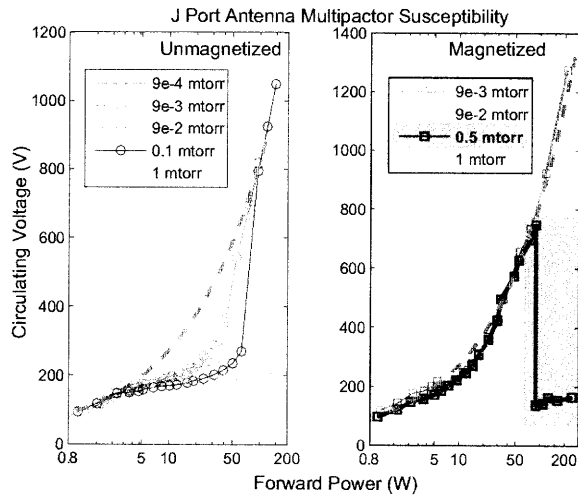 J Port Antenna Multipactor Susceptibility
Unmagnetized
9e-4 mtorr
9e-3 mtorr
9e-2 mtorr
0.1 mtorr
1 mtorr
Circulating Voltage (V)
1200
1000
800
600
400
200
0
0.8 5 10 50 200
Magnetized
9e-3 mtorr
9e-2 mtorr
0.5 mtorr
1 mtorr
1400
1200
1000
800
600
400
200
0
0.8 5 10 50 200
Forward Power (W)